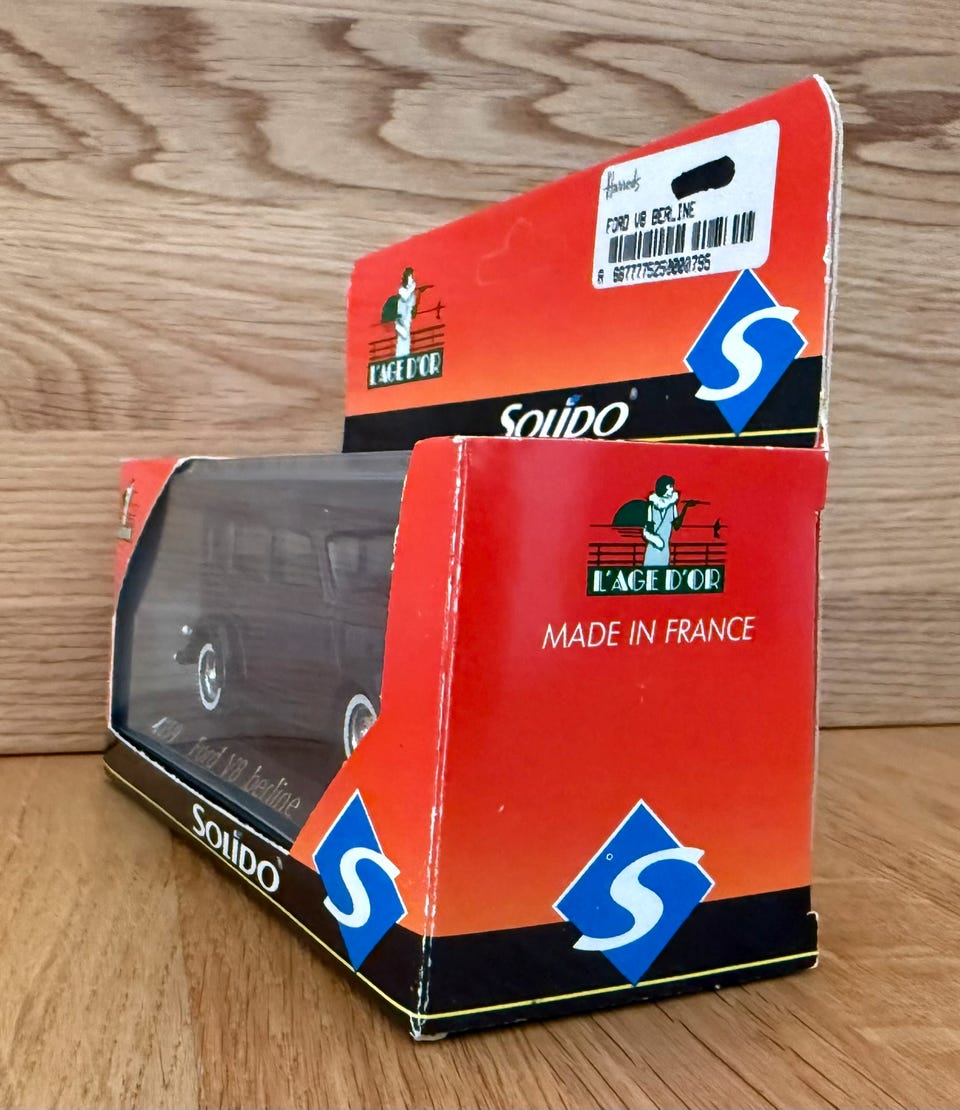 Harrods
FORD V8 BERLINE
L'AGE D'OR
S
SOLIDO
L'AGE D'OR
MADE IN FRANCE
Ford V8 berline
SOLIDO
S
S